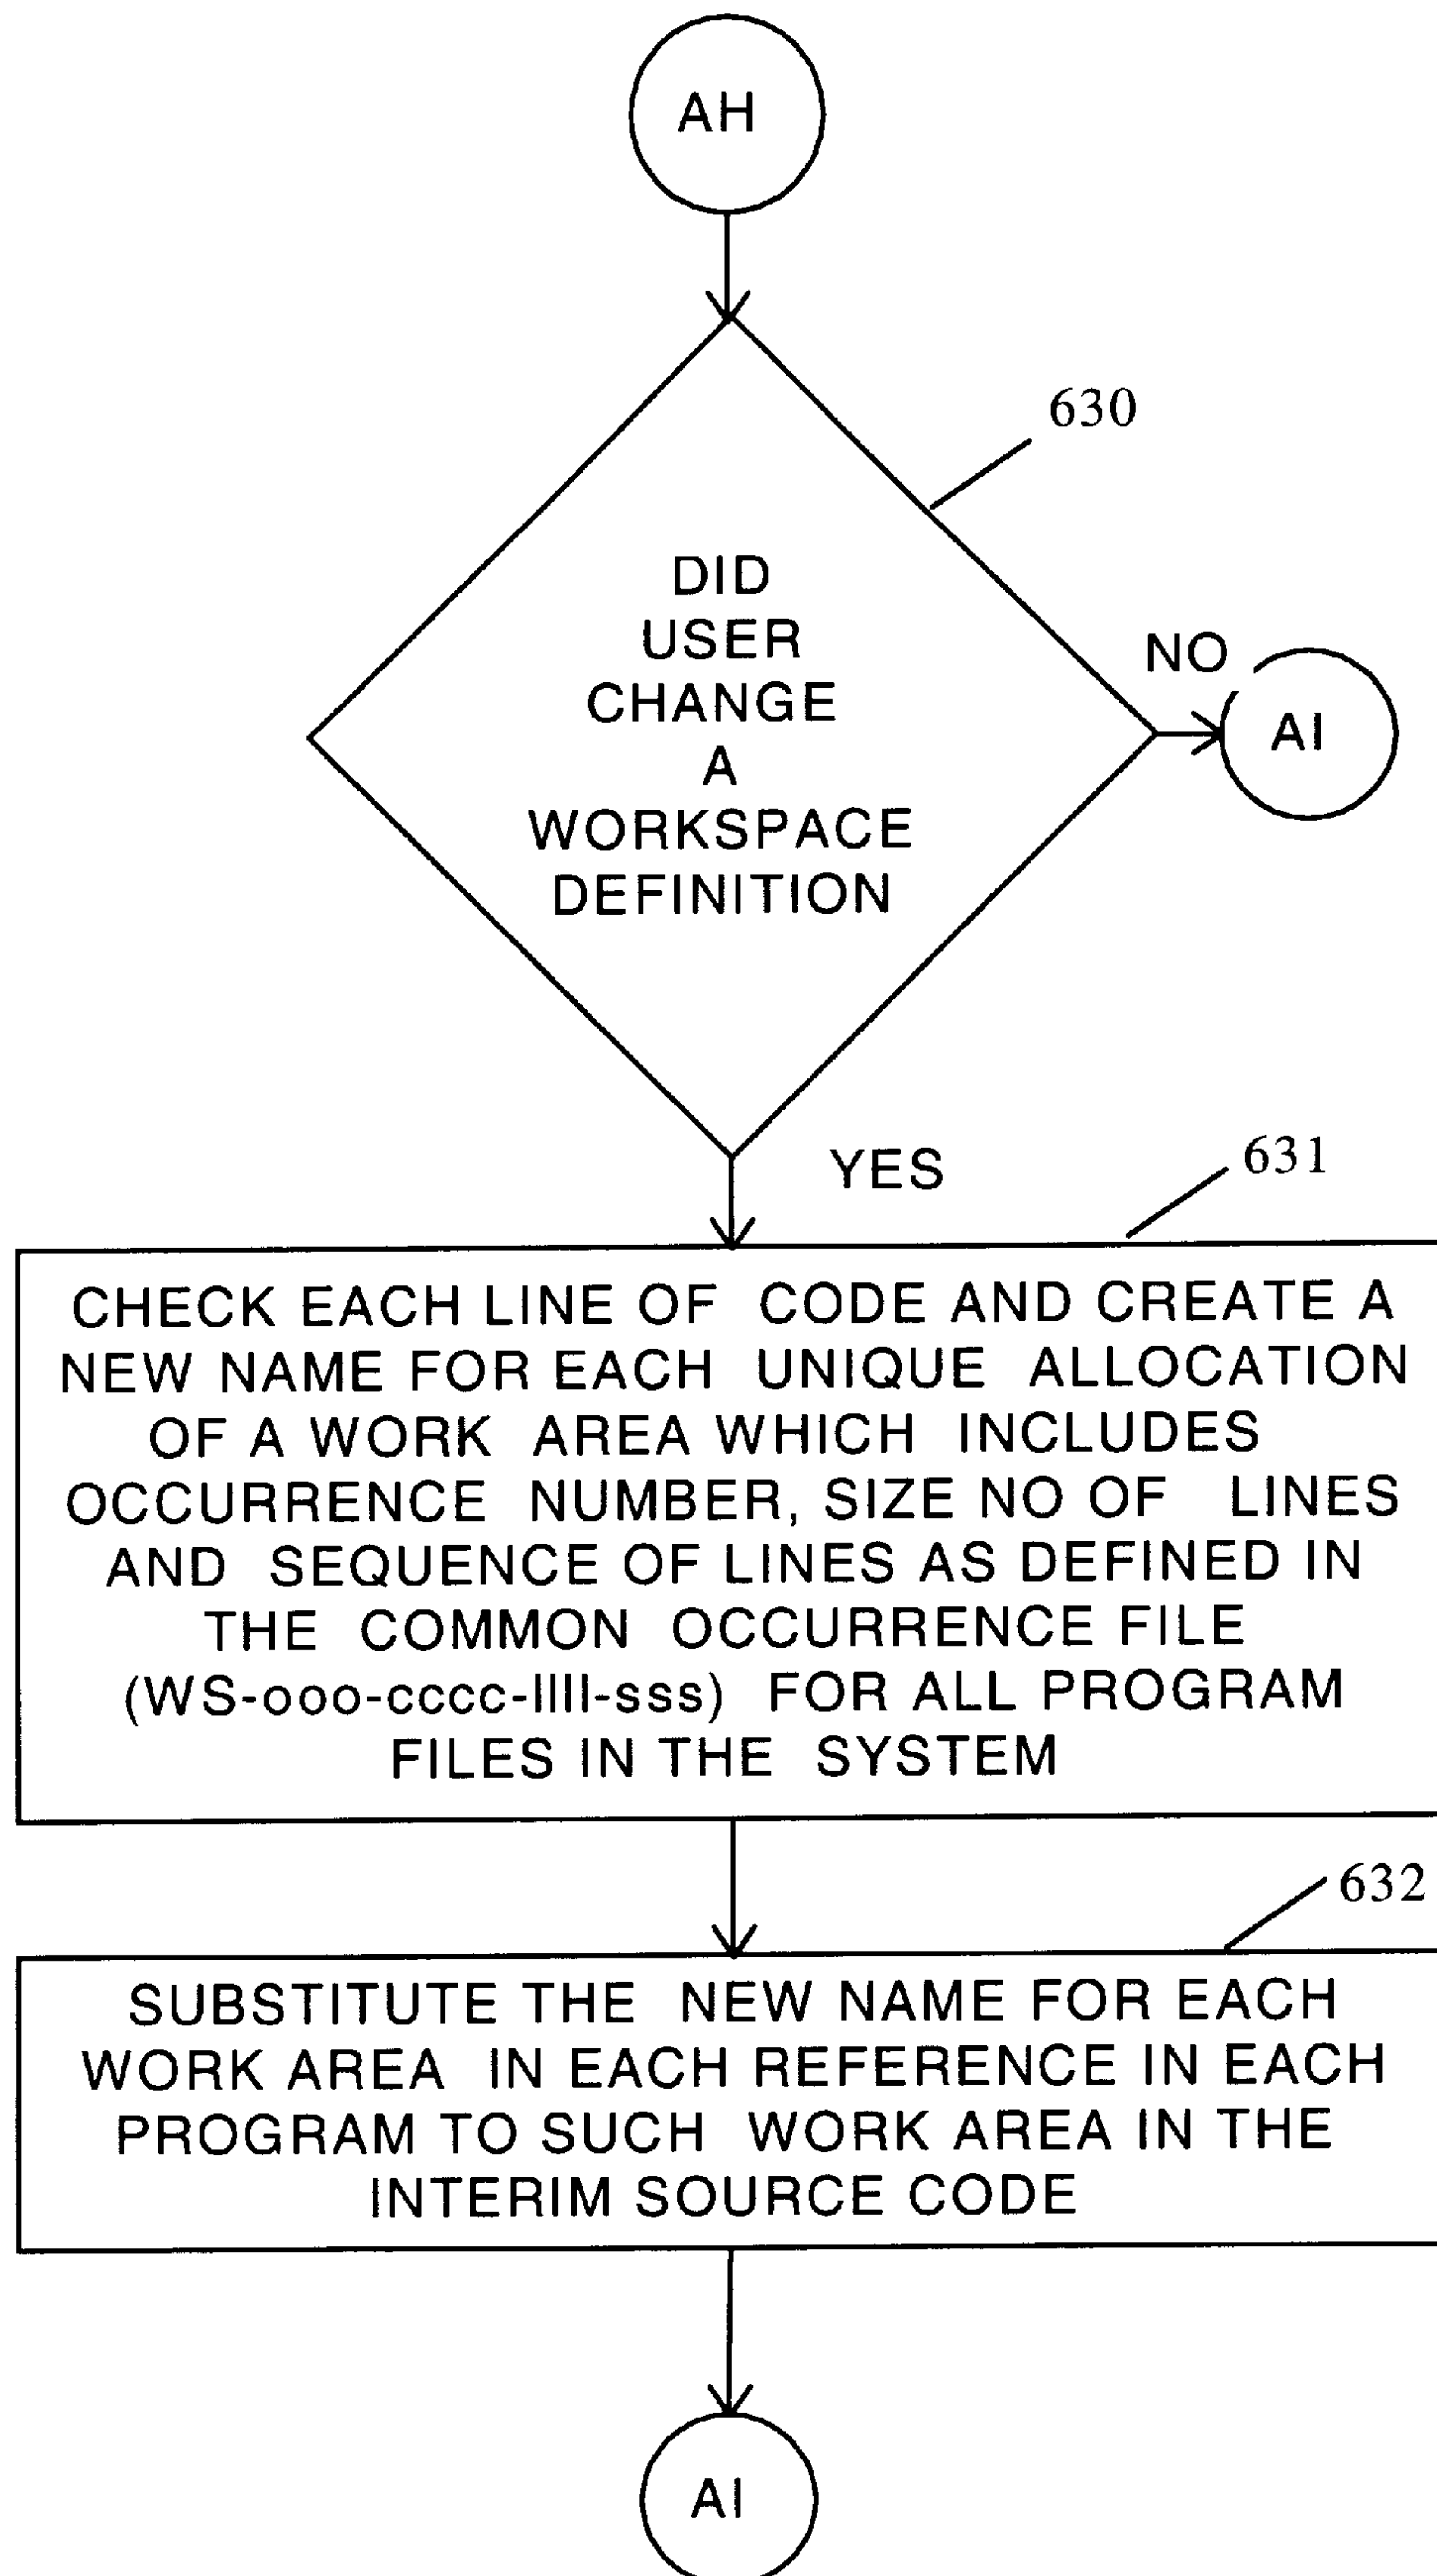 AH
630
DID
USER
CHANGE
A
WORKSPACE
DEFINITION
NO
AI
YES
631
CHECK EACH LINE OF CODE AND CREATE A
NEW NAME FOR EACH UNIQUE ALLOCATION
OF A WORK AREA WHICH INCLUDES
OCCURRENCE NUMBER, SIZE NO OF LINES
AND SEQUENCE OF LINES AS DEFINED IN
THE COMMON OCCURRENCE FILE
(WS-ooo-cccc-llll-sss) FOR ALL PROGRAM
FILES IN THE SYSTEM
632
SUBSTITUTE THE NEW NAME FOR EACH
WORK AREA IN EACH REFERENCE IN EACH
PROGRAM TO SUCH WORK AREA IN THE
INTERIM SOURCE CODE
AI